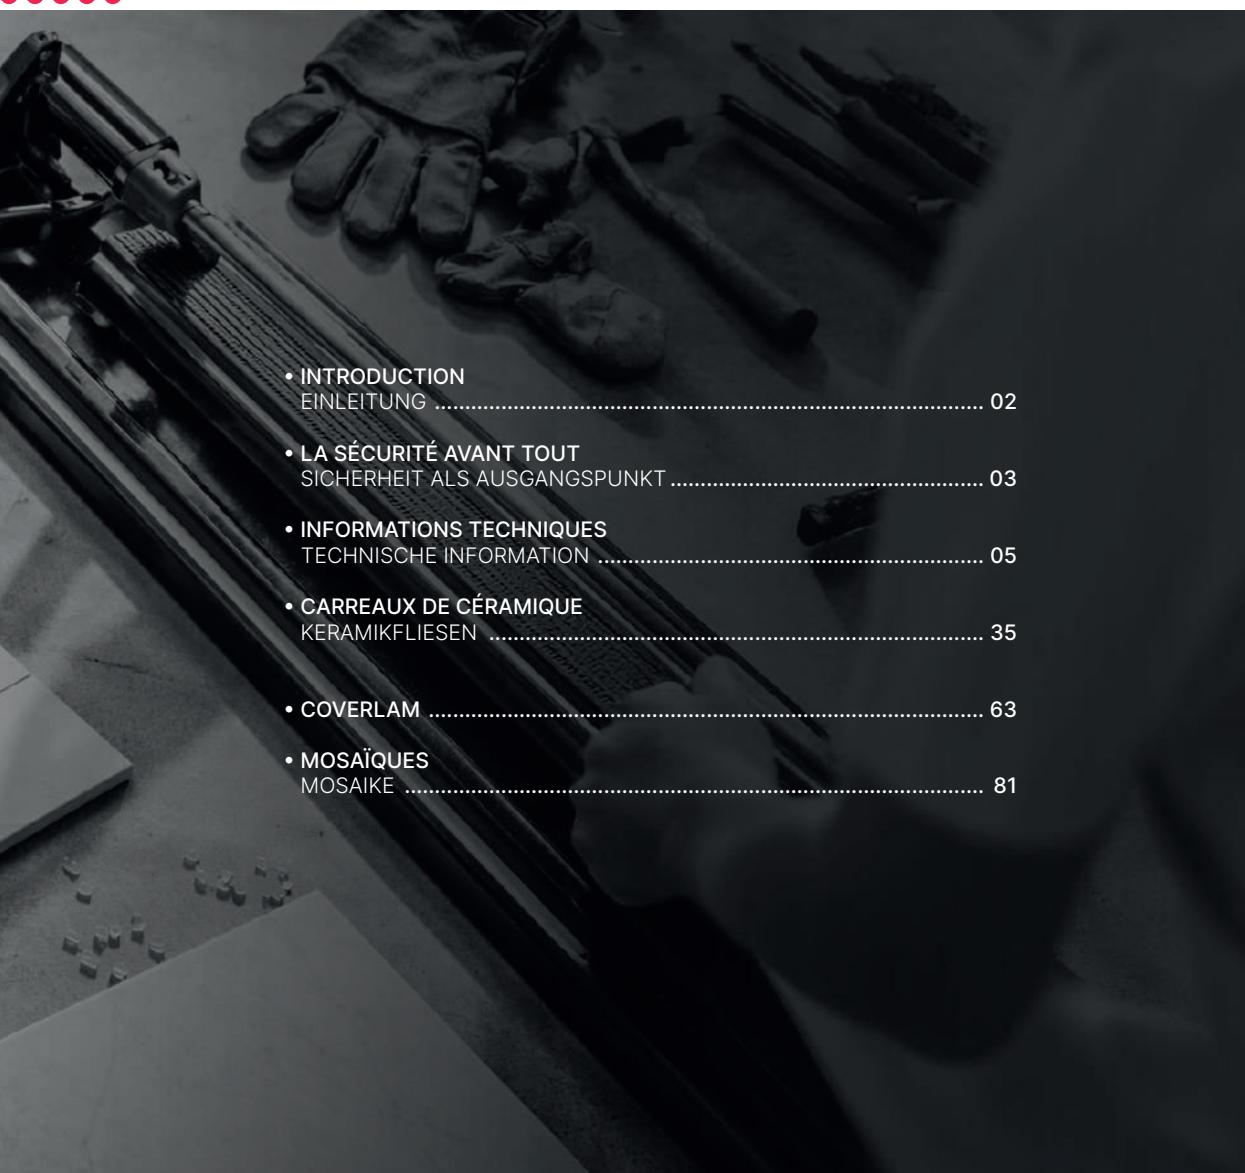 • INTRODUCTION
EINLEITUNG ........................................................................................... 02
• LA SÉCURITÉ AVANT TOUT
SICHERHEIT ALS AUSGANGSPUNKT .................................................... 03
• INFORMATIONS TECHNIQUES
TECHNISCHE INFORMATION ................................................................ 05
• CARREAUX DE CÉRAMIQUE
KERAMIKFLIESEN .................................................................................. 35
• COVERLAM ............................................................................................ 63
• MOSAÏQUES
MOSAIKE ................................................................................................ 81